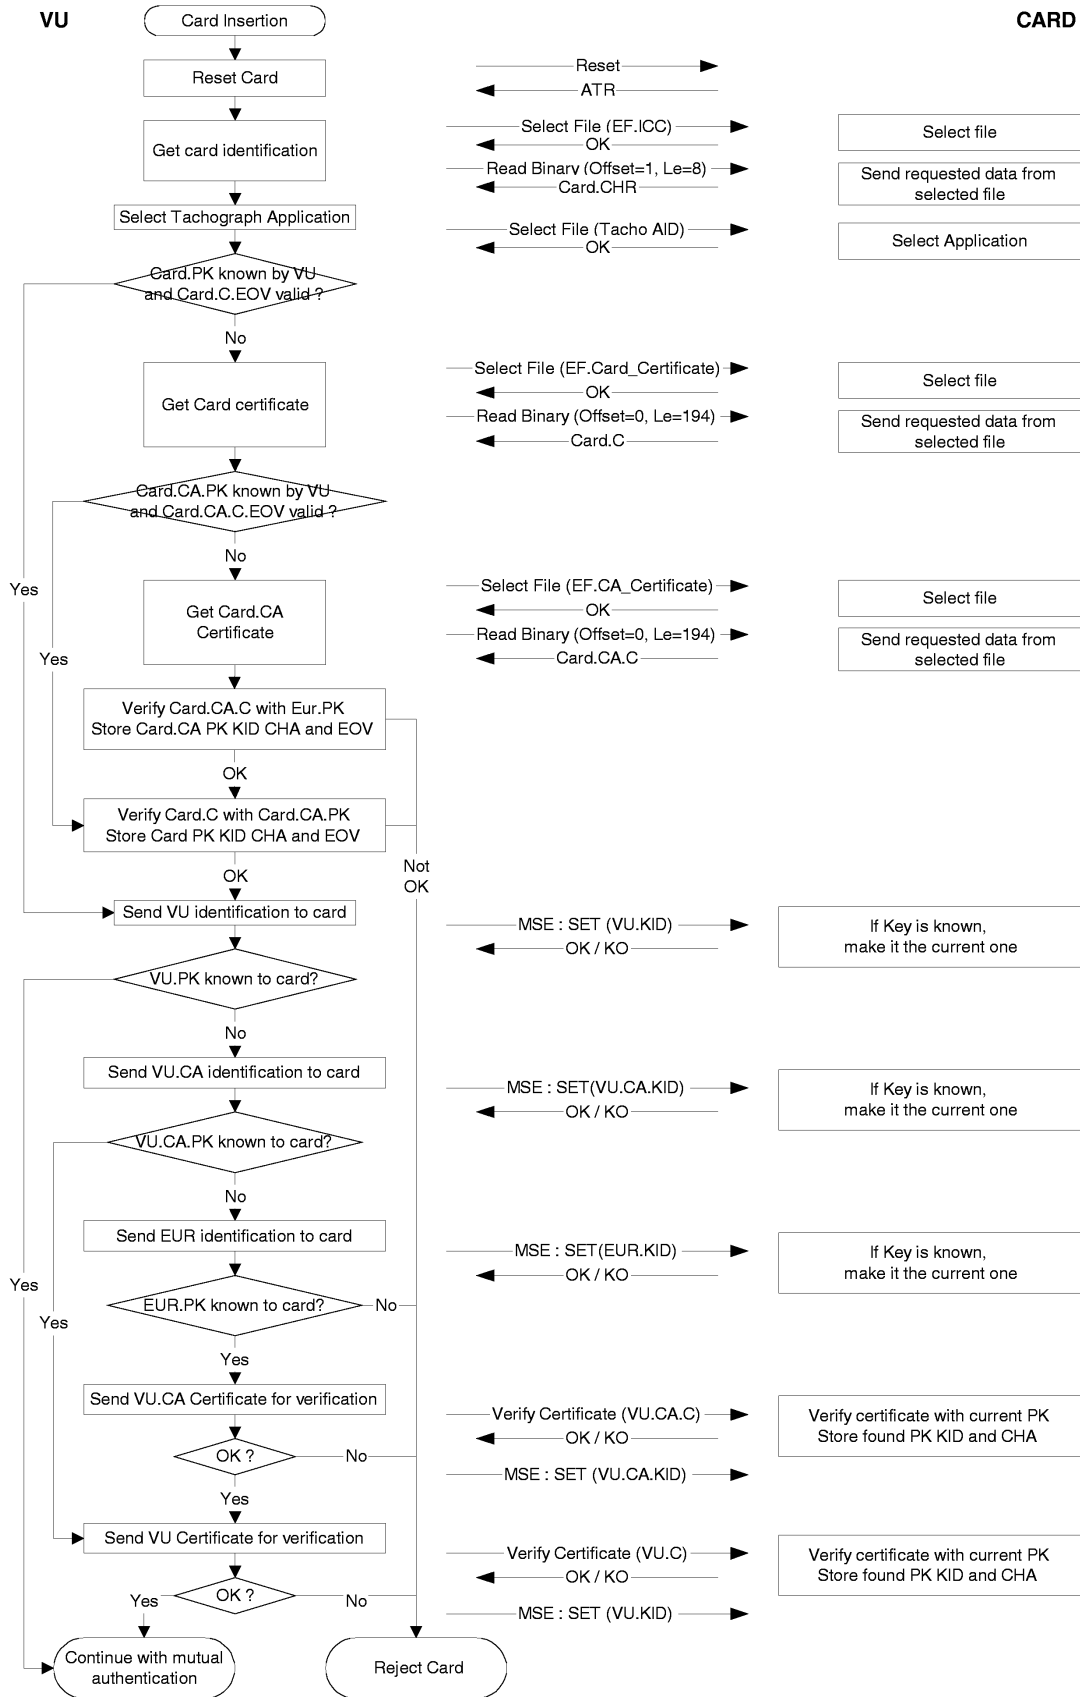 VU
Card Insertion
CARD
Reset Card
Reset
ATR
Get card identification
Select File (EF.ICC)
OK
Select file
Read Binary (Offset=1, Le=8)
Card.CHR
Send requested data from
selected file
Select Tachograph Application
Select File (Tacho AID)
OK
Select Application
Card.PK known by VU
and Card.C.EOV valid ?
No
Get Card certificate
Select File (EF.Card_Certificate)
OK
Select file
Read Binary (Offset=0, Le=194)
Card.C
Send requested data from
selected file
Card.CA.PK known by VU
and Card.CA.C.EOV valid ?
No
Yes
Get Card.CA
Certificate
Select File (EF.CA_Certificate)
OK
Select file
Yes
Read Binary (Offset=0, Le=194)
Card.CA.C
Send requested data from
selected file
Verify Card.CA.C with Eur.PK
Store Card.CA PK KID CHA and EOV
OK
Verify Card.C with Card.CA.PK
Store Card PK KID CHA and EOV
Not
OK
OK
Send VU identification to card
MSE : SET (VU.KID)
OK / KO
If Key is known,
make it the current one
VU.PK known to card?
No
Send VU.CA identification to card
MSE : SET(VU.CA.KID)
OK / KO
If Key is known,
make it the current one
VU.CA.PK known to card?
No
Send EUR identification to card
MSE : SET(EUR.KID)
OK / KO
If Key is known,
make it the current one
Yes
EUR.PK known to card?
No
Yes
Yes
Send VU.CA Certificate for verification
Verify Certificate (VU.CA.C)
OK / KO
Verify certificate with current PK
Store found PK KID and CHA
OK ?
No
MSE : SET (VU.CA.KID)
Yes
Send VU Certificate for verification
Verify Certificate (VU.C)
OK / KO
Verify certificate with current PK
Store found PK KID and CHA
OK ?
Yes
No
MSE : SET (VU.KID)
Continue with mutual
authentication
Reject Card